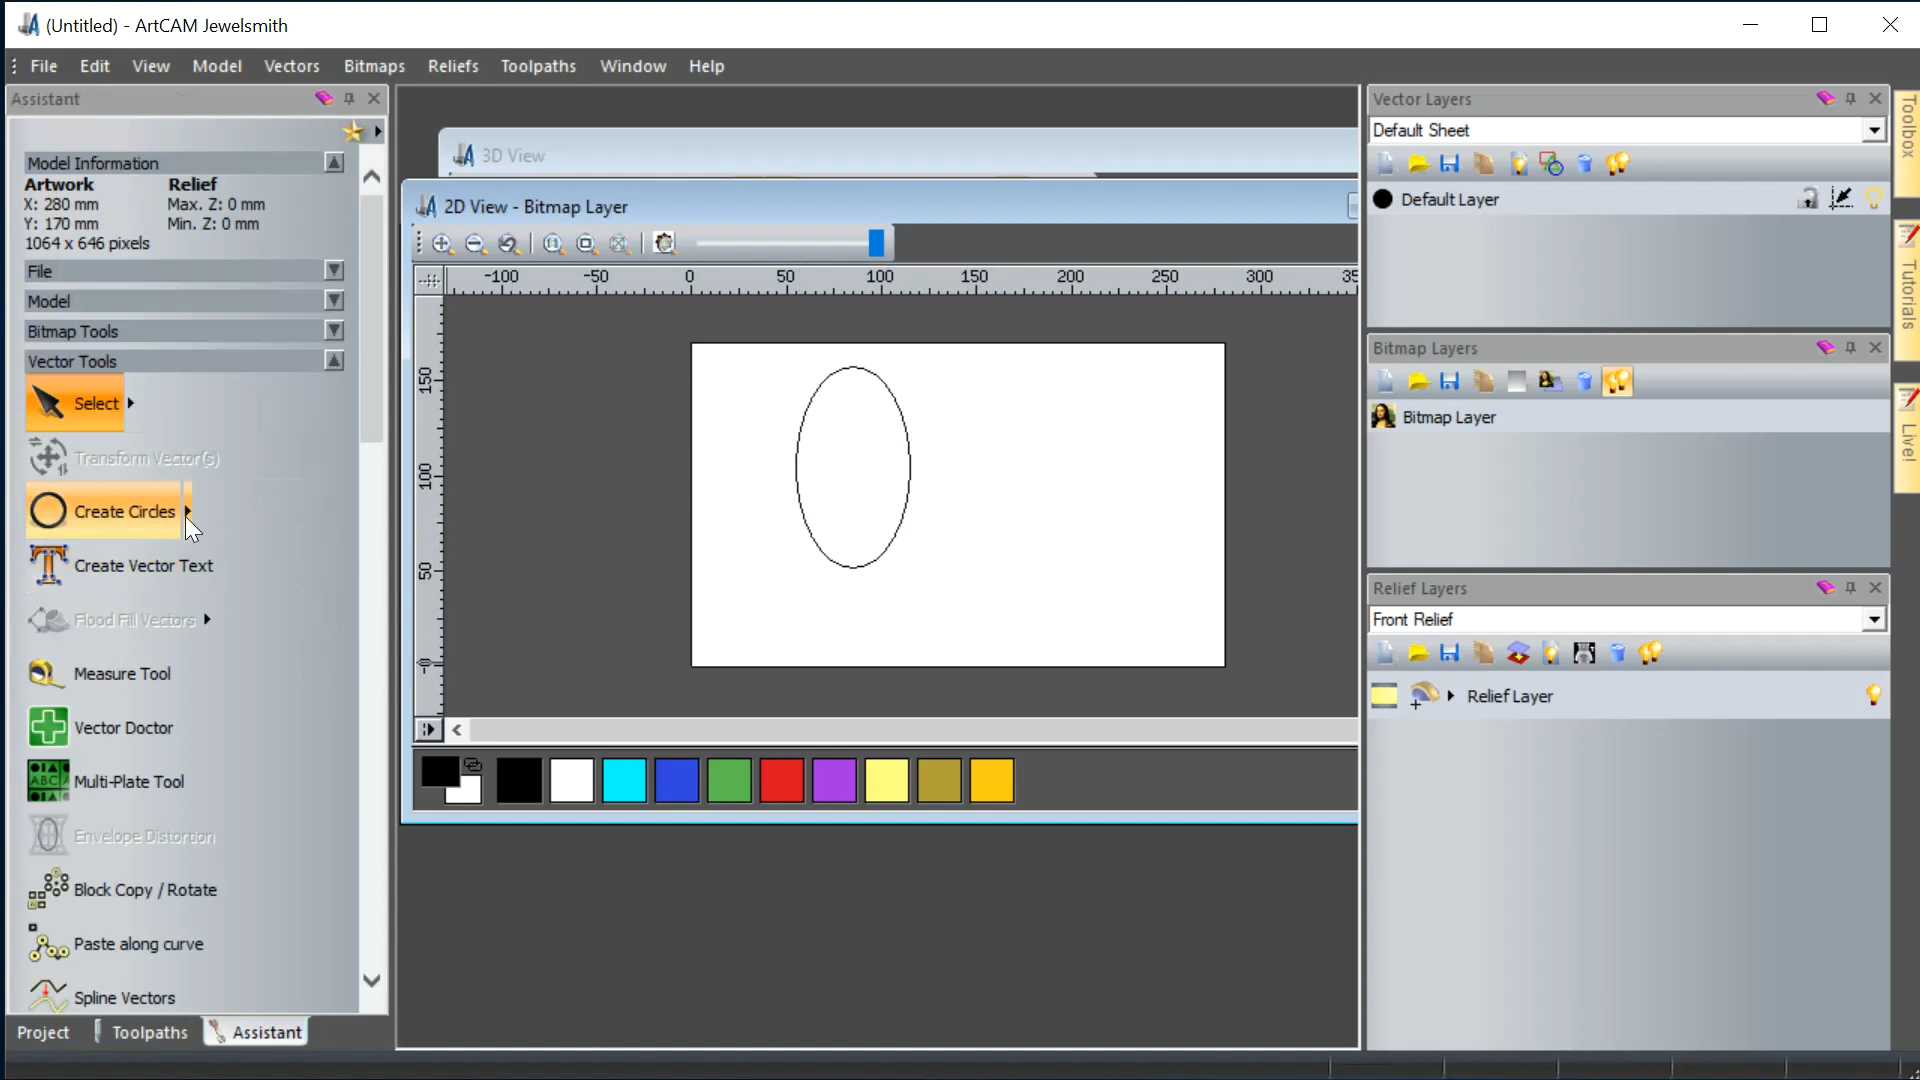 (Untitled) - ArtCAM Jewelsmith
File Edit View Model Vectors Bitmaps Reliefs Toolpaths Window Help
Assistant
Model Information
Artwork Relief
X: 280 mm Max. Z: 0 mm
Y: 170 mm Min. Z: 0 mm
1064 x 646 pixels
File
Model
Bitmap Tools
Vector Tools
Select
Transform Vector(s)
Create Circles
Create Vector Text
Flood Fill Vectors
Measure Tool
Vector Doctor
Multi-Plate Tool
Envelope Distortion
Block Copy / Rotate
Paste along curve
Spline Vectors
Project Toolpaths Assistant
3D View
2D View - Bitmap Layer
-100 -50 0 50 100 150 200 250 300 35
150
100
50
0
Vector Layers
Default Sheet
Default Layer
Bitmap Layers
Bitmap Layer
Relief Layers
Front Relief
Relief Layer
Toolbox
Tutorials
Live!